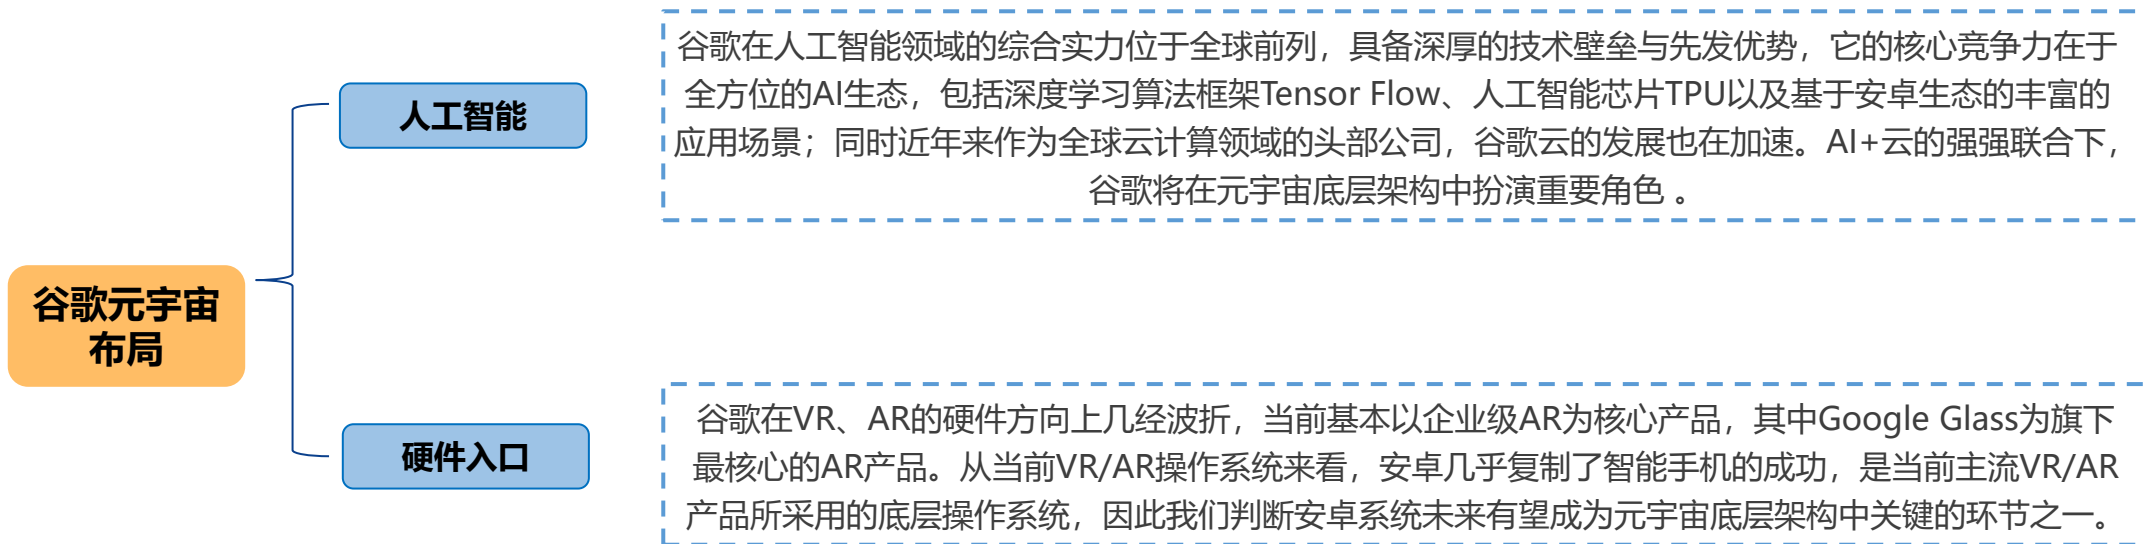 谷歌元宇宙
布局
人工智能
谷歌在人工智能领域的综合实力位于全球前列，具备深厚的技术壁垒与先发优势，它的核心竞争力在于
全方位的AI生态，包括深度学习算法框架Tensor Flow、人工智能芯片TPU以及基于安卓生态的丰富的
应用场景；同时近年来作为全球云计算领域的头部公司，谷歌云的发展也在加速。AI+云的强强联合下，
谷歌将在元宇宙底层架构中扮演重要角色 。
硬件入口
谷歌在VR、AR的硬件方向上几经波折，当前基本以企业级AR为核心产品，其中Google Glass为旗下
最核心的AR产品。从当前VR/AR操作系统来看，安卓几乎复制了智能手机的成功，是当前主流VR/AR
产品所采用的底层操作系统，因此我们判断安卓系统未来有望成为元宇宙底层架构中关键的环节之一。